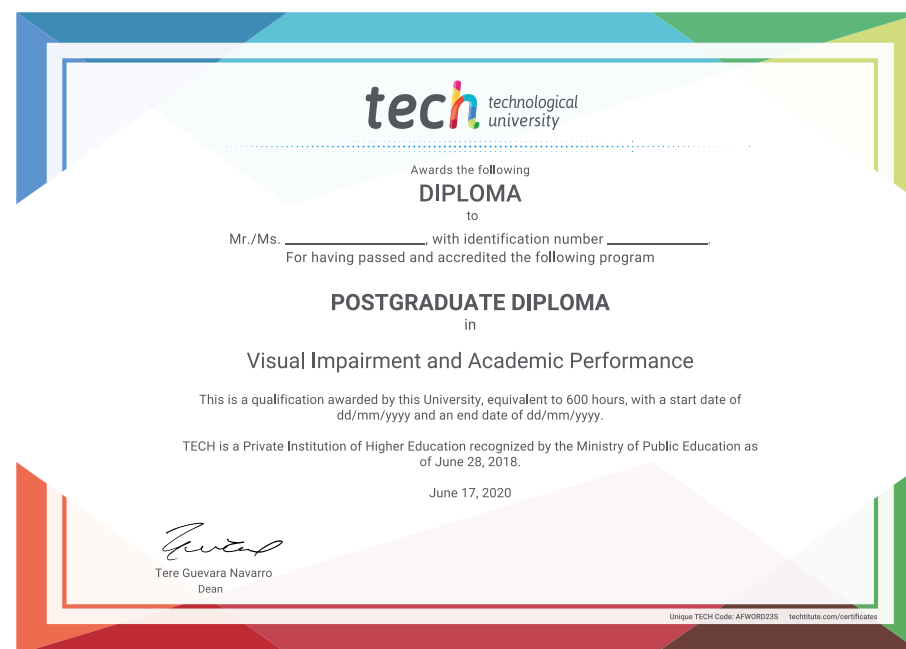 tech technological
university
Awards the following
DIPLOMA
to
Mr./Ms. ____________, with identification number _________.
For having passed and accredited the following program
POSTGRADUATE DIPLOMA
in
Visual Impairment and Academic Performance
This is a qualification awarded by this University, equivalent to 600 hours, with a start date of
dd/mm/yyyy and an end date of dd/mm/yyyy.
TECH is a Private Institution of Higher Education recognized by the Ministry of Public Education as
of June 28, 2018.
June 17, 2020
Tere Guevara Navarro
Dean
Unique TECH Code: AFWORD23S techtitute.com/certificates